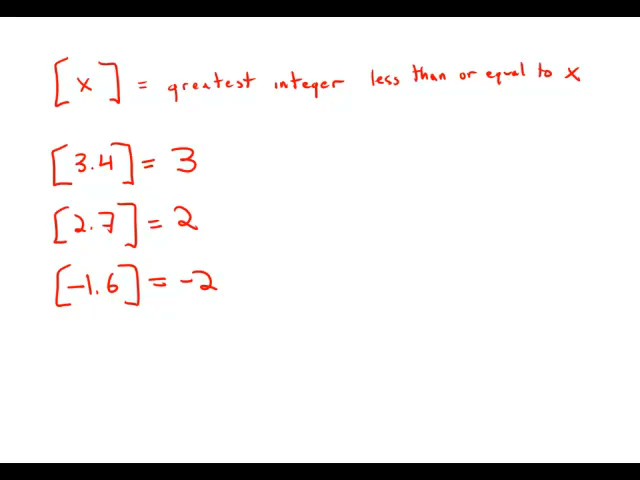 [x] = greatest integer less than or equal to x
[3.4] = 3
[2.7] = 2
[-1.6] = -2